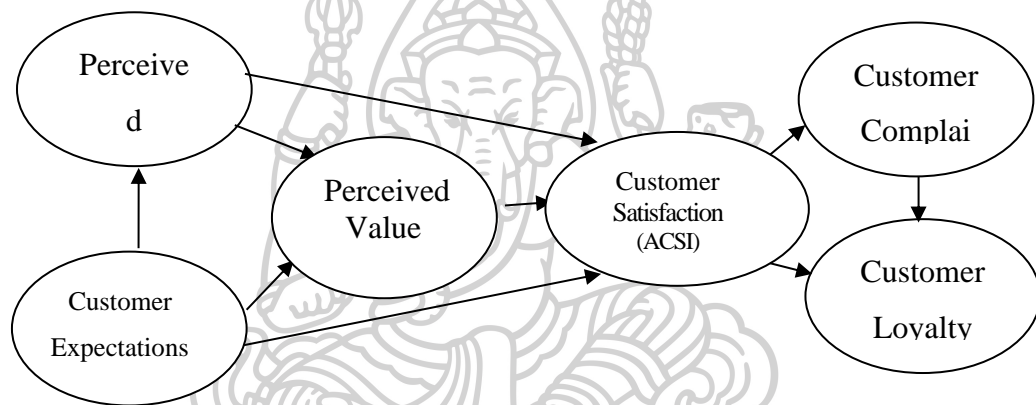 Perceive
d
Customer
Expectations
Perceived
Value
Customer
Satisfaction
(ACSI)
Customer
Complai
Customer
Loyalty